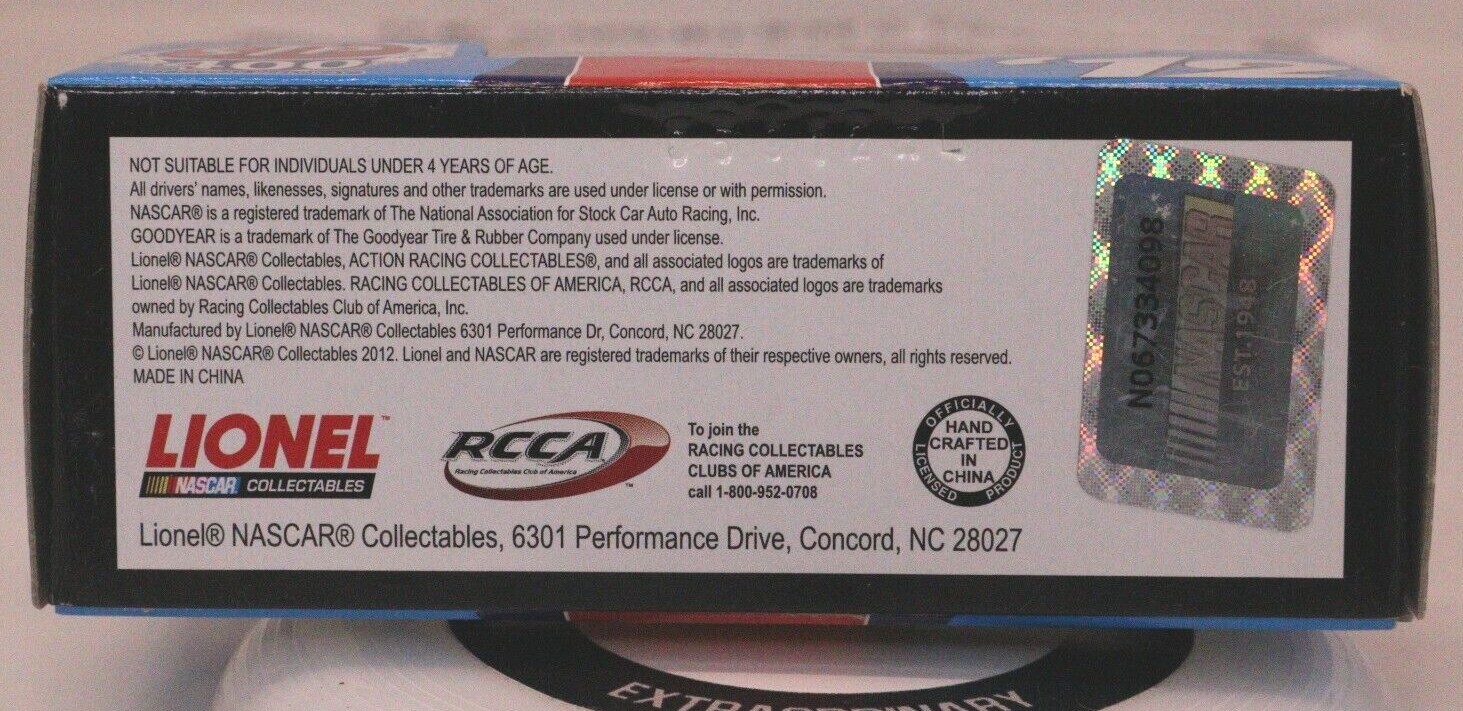 400
'12
NOT SUITABLE FOR INDIVIDUALS UNDER 4 YEARS OF AGE.
All drivers' names, likenesses, signatures and other trademarks are used under license or with permission.
NASCAR® is a registered trademark of The National Association for Stock Car Auto Racing, Inc.
GOODYEAR is a trademark of The Goodyear Tire & Rubber Company used under license.
Lionel® NASCAR® Collectables, ACTION RACING COLLECTABLES®, and all associated logos are trademarks of
Lionel® NASCAR® Collectables. RACING COLLECTABLES OF AMERICA, RCCA, and all associated logos are trademarks
owned by Racing Collectables Club of America, Inc.
Manufactured by Lionel® NASCAR® Collectables 6301 Performance Dr, Concord, NC 28027.
© Lionel® NASCAR® Collectables 2012. Lionel and NASCAR are registered trademarks of their respective owners, all rights reserved.
MADE IN CHINA
N067334098
NASCAR
EST.1948
LIONEL™
NASCAR COLLECTABLES
RCCA
Racing Collectables Club of America ™
To join the
RACING COLLECTABLES
CLUBS OF AMERICA
call 1-800-952-0708
OFFICIALLY
HAND
CRAFTED
IN
CHINA
LICENSED PRODUCT
Lionel® NASCAR® Collectables, 6301 Performance Drive, Concord, NC 28027
EXTRAORDINARY